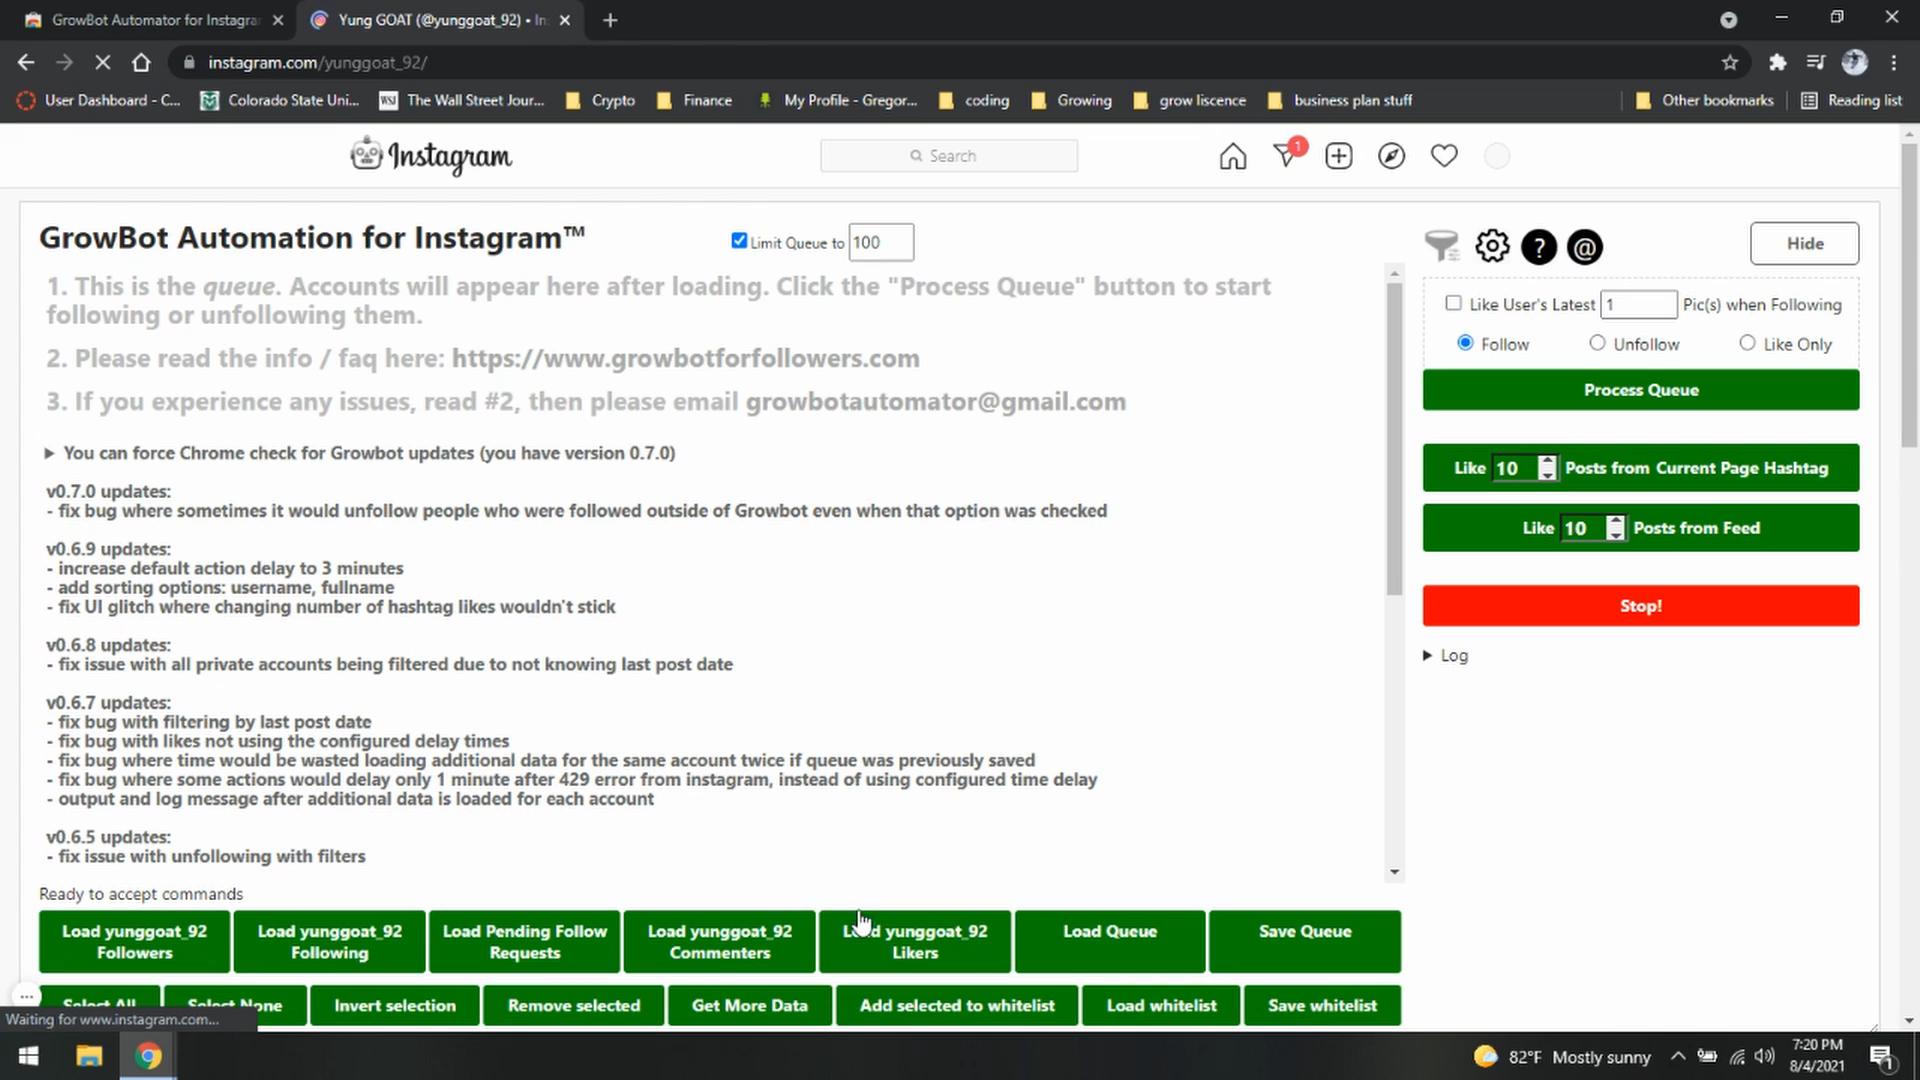 GrowBot Automator for Instagra
Yung GOAT (@yunggoat_92) • In
instagram.com/yunggoat_92/
User Dashboard - C...
Colorado State Uni...
WSJ
The Wall Street Jour...
Crypto
Finance
My Profile - Gregor...
coding
Growing
grow liscence
business plan stuff
Other bookmarks
Reading list
Instagram
Search
1
GrowBot Automation for Instagram™
Limit Queue to 100
? @
Hide
1. This is the queue. Accounts will appear here after loading. Click the "Process Queue" button to start
following or unfollowing them.
2. Please read the info / faq here: https://www.growbotforfollowers.com
3. If you experience any issues, read #2, then please email growbotautomator@gmail.com
You can force Chrome check for Growbot updates (you have version 0.7.0)
v0.7.0 updates:
- fix bug where sometimes it would unfollow people who were followed outside of Growbot even when that option was checked
v0.6.9 updates:
- increase default action delay to 3 minutes
- add sorting options: username, fullname
- fix UI glitch where changing number of hashtag likes wouldn't stick
v0.6.8 updates:
- fix issue with all private accounts being filtered due to not knowing last post date
v0.6.7 updates:
- fix bug with filtering by last post date
- fix bug with likes not using the configured delay times
- fix bug where time would be wasted loading additional data for the same account twice if queue was previously saved
- fix bug where some actions would delay only 1 minute after 429 error from instagram, instead of using configured time delay
- output and log message after additional data is loaded for each account
v0.6.5 updates:
- fix issue with unfollowing with filters
Like User's Latest 1 Pic(s) when Following
Follow Unfollow Like Only
Process Queue
Like 10 Posts from Current Page Hashtag
Like 10 Posts from Feed
Stop!
Log
Ready to accept commands
Load yunggoat_92
Followers
Load yunggoat_92
Following
Load Pending Follow
Requests
Load yunggoat_92
Commenters
Load yunggoat_92
Likers
Load Queue
Save Queue
Select All
Select None
Invert selection
Remove selected
Get More Data
Add selected to whitelist
Load whitelist
Save whitelist
Waiting for www.instagram.com...
82°F Mostly sunny
7:20 PM
8/4/2021
1